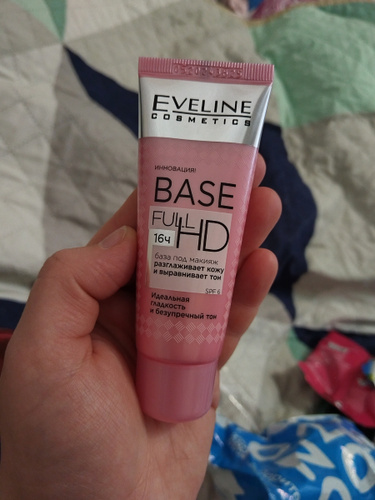 EVELINE
COSMETICS
ИННОВАЦИЯ!
BASE
FULL
HD
16ч
база под макияж
разглаживает кожу
и выравнивает тон
SPF 5
Идеальная
гладкость
и безупречный тон